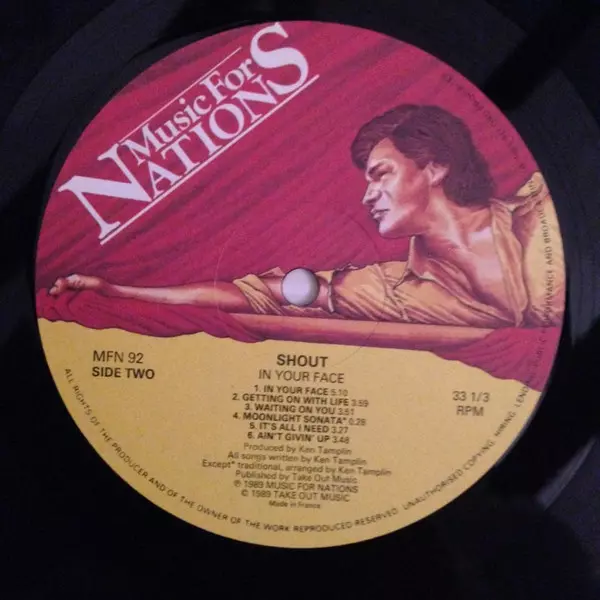 Music For
NATIONS
MFN 92
SIDE TWO
SHOUT
IN YOUR FACE
33 1/3
RPM
1. IN YOUR FACE 5.10
2. GETTING ON WITH LIFE 3.59
3. WAITING ON YOU 3.51
4. MOONLIGHT SONATA* 0.28
5. IT'S ALL I NEED 3.27
6. AIN'T GIVIN' UP 3.48
Produced by Ken Tamplin
All songs written by Ken Tamplin
Except* traditional, arranged by Ken Tamplin
Published by Take Out Music
℗ 1989 MUSIC FOR NATIONS
© 1989 TAKE OUT MUSIC
Made in France
ALL RIGHTS OF THE PRODUCER AND OF THE OWNER OF THE WORK REPRODUCED RESERVED. UNAUTHORISED COPYING, HIRING, LENDING, PUBLIC PERFORMANCE AND BROADC